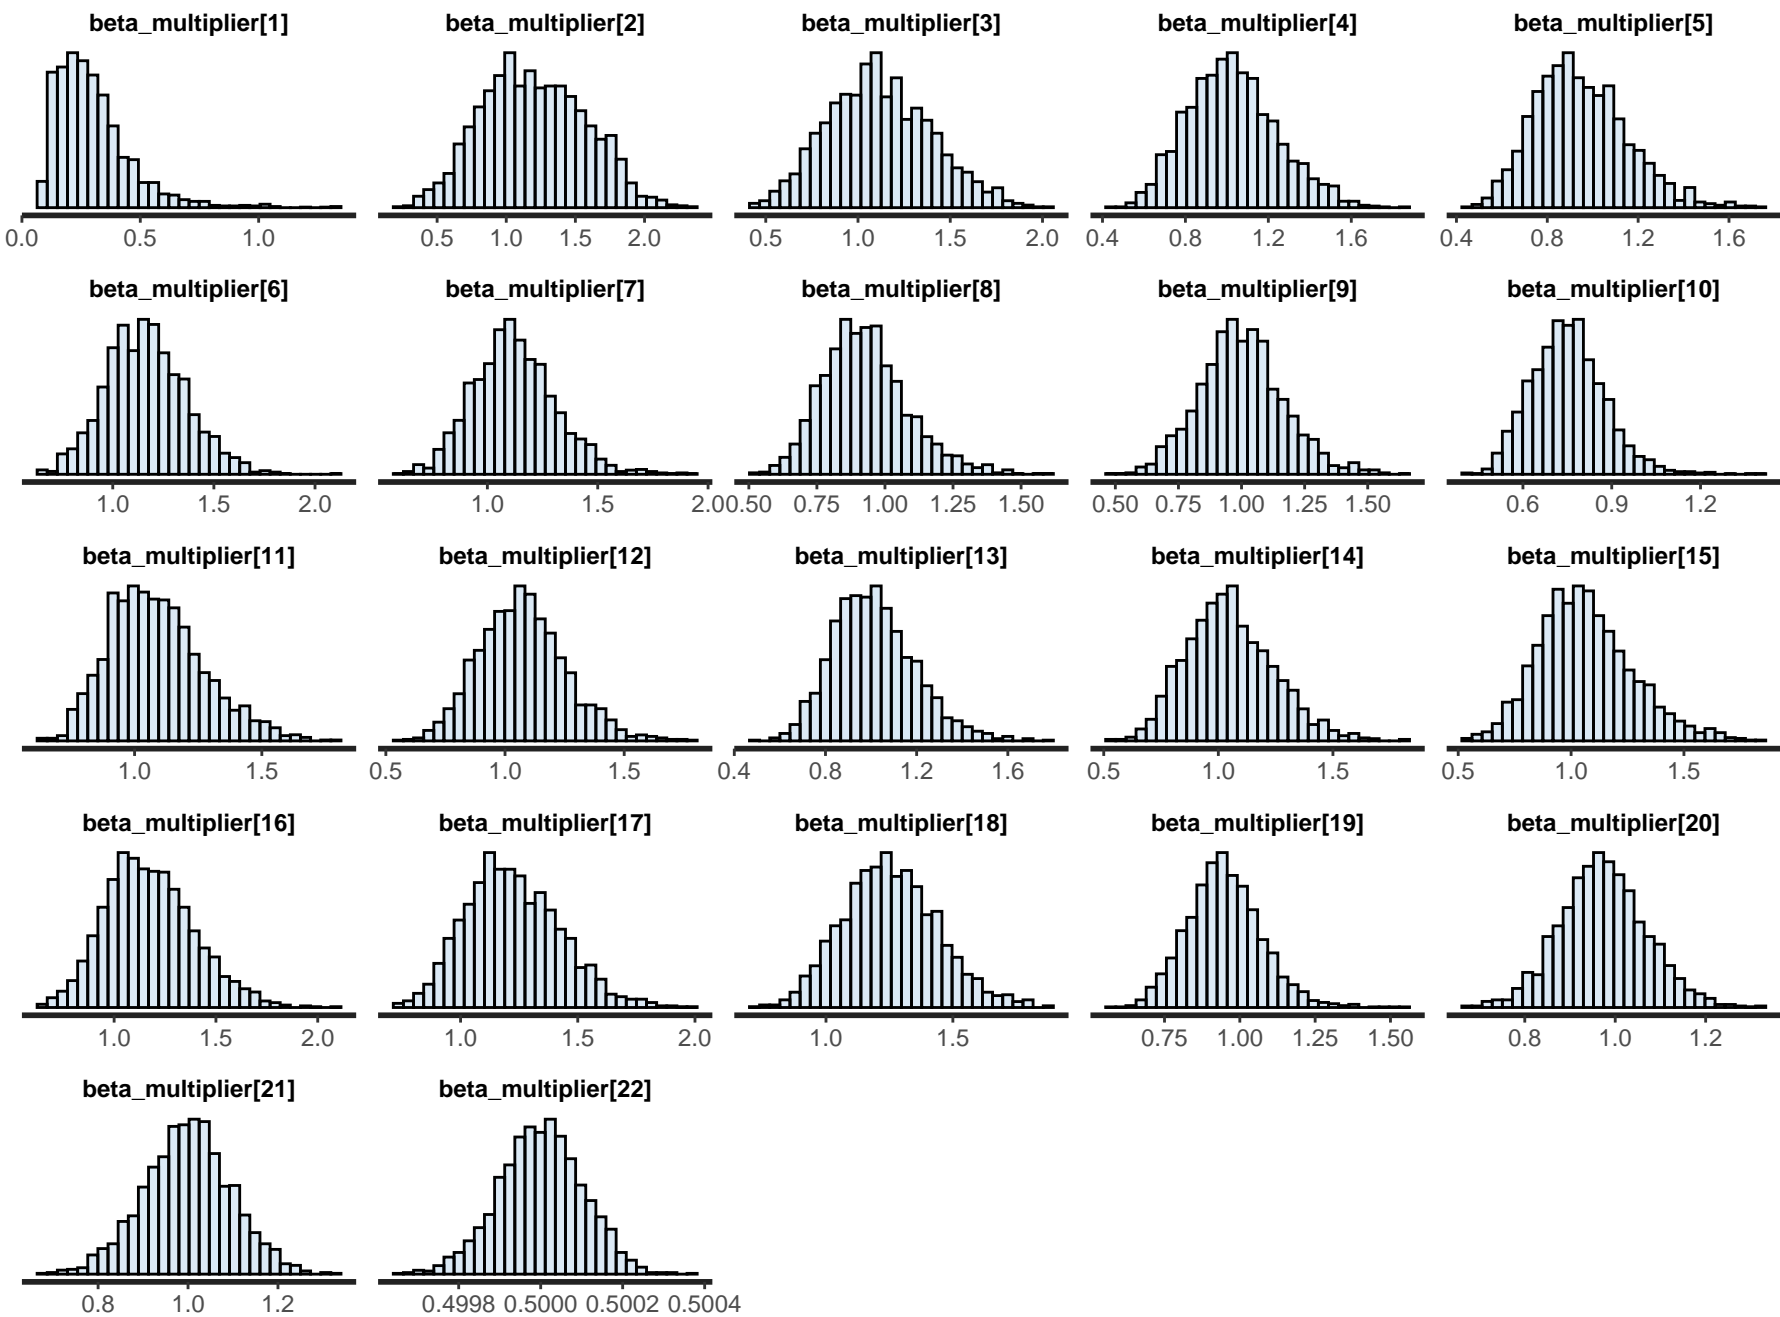 beta_multiplier[1] beta_multiplier[2] beta_multiplier[3] beta_multiplier[4] beta_multiplier[5]
0.0 0.5 1.0 0.5 1.0 1.5 2.0 0.5 1.0 1.5 2.0 0.4 0.8 1.2 1.6 0.4 0.8 1.2 1.6
beta_multiplier[6] beta_multiplier[7] beta_multiplier[8] beta_multiplier[9] beta_multiplier[10]
1.0 1.5 2.0 1.0 1.5 2.0 0.50 0.75 1.00 1.25 1.50 0.50 0.75 1.00 1.25 1.50 0.6 0.9 1.2
beta_multiplier[11] beta_multiplier[12] beta_multiplier[13] beta_multiplier[14] beta_multiplier[15]
1.0 1.5 0.5 1.0 1.5 0.4 0.8 1.2 1.6 0.5 1.0 1.5 0.5 1.0 1.5
beta_multiplier[16] beta_multiplier[17] beta_multiplier[18] beta_multiplier[19] beta_multiplier[20]
1.0 1.5 2.0 1.0 1.5 2.0 1.0 1.5 0.75 1.00 1.25 1.50 0.8 1.0 1.2
beta_multiplier[21] beta_multiplier[22]
0.8 1.0 1.2 0.4998 0.5000 0.5002 0.5004